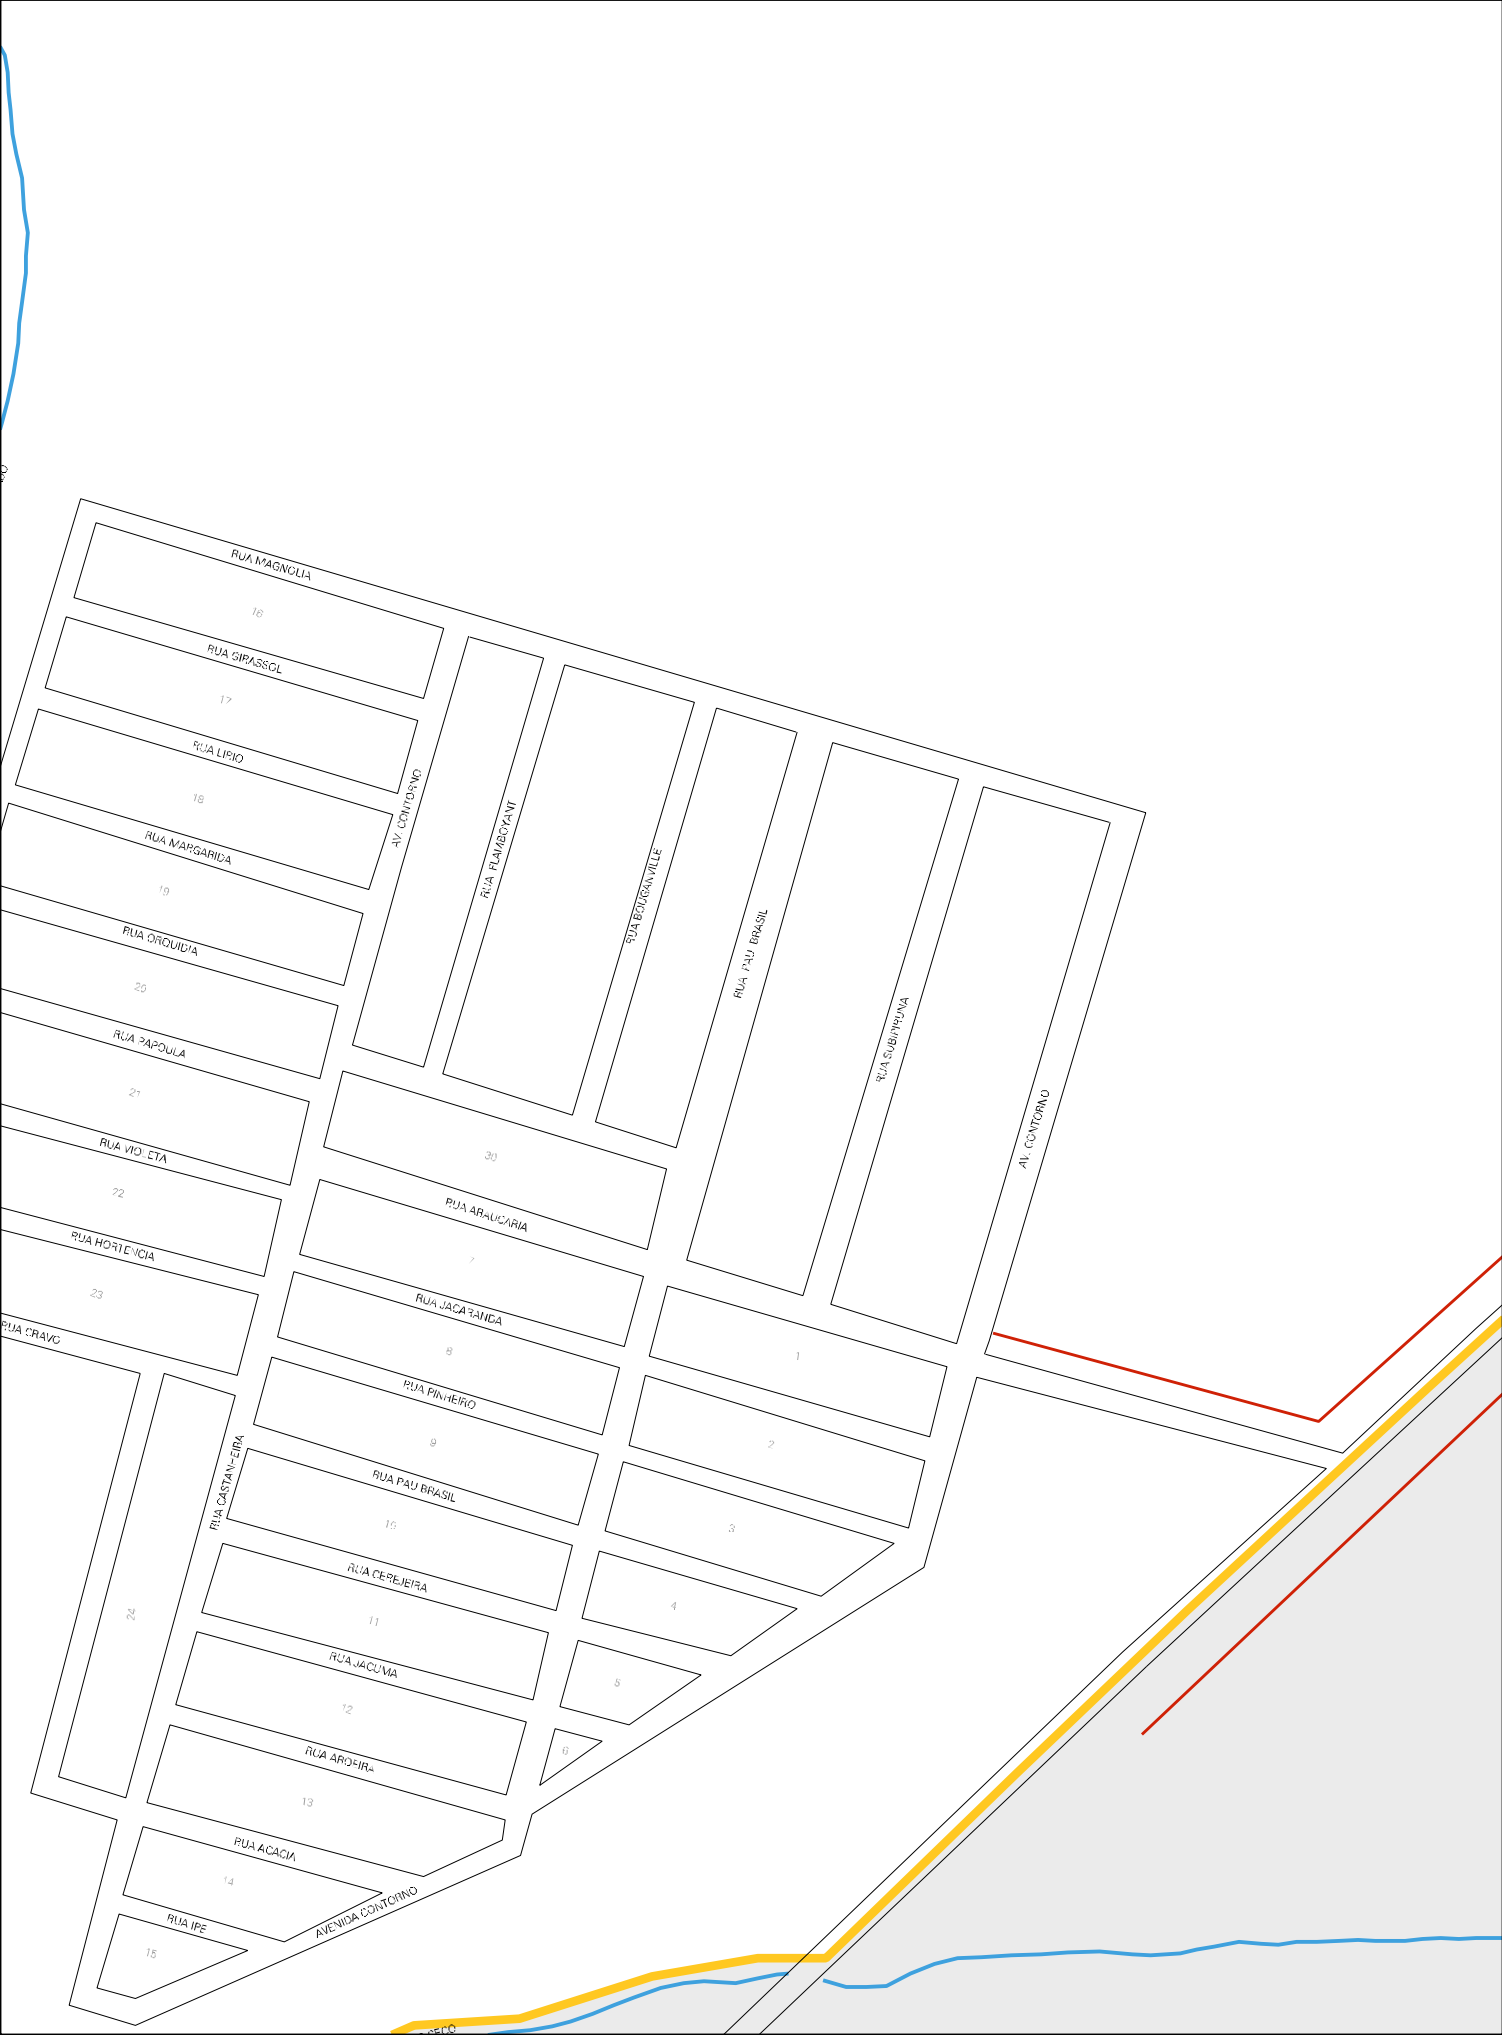 RUA MAGNOLIA
16
RUA GIRASSOL
17
RUA LIRIO
18
AV. CONTORNO
RUA FLAMBOYANT
RUA MARGARIDA
RUA BOUGANVILLE
19
RUA ORQUIDIA
RUA PAU BRASIL
20
RUA PAPOULA
RUA SUBIPIRUNA
21
AV. CONTORNO
RUA VIOLETA
30
22
RUA ARAUCARIA
RUA HORTENCIA
7
23
RUA JACARANDA
RUA CRAVO
8
1
RUA PINHEIRO
9
2
RUA CASTANHEIRA
RUA PAU BRASIL
10
3
RUA CEREJEIRA
24
11
4
RUA JACUMA
5
12
RUA AROEIRA
6
13
RUA ACACIA
14
AVENIDA CONTORNO
RUA IPE
15